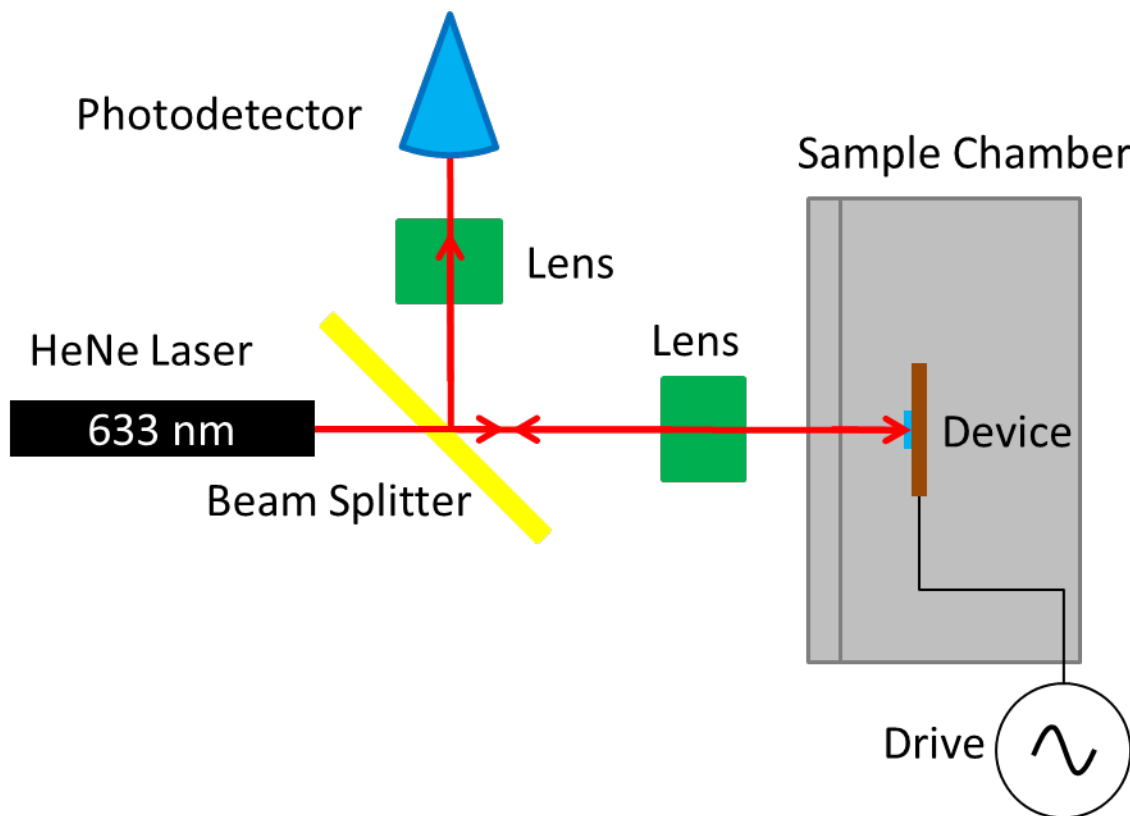 Photodetector
Sample Chamber
Lens
Lens
HeNe Laser
633 nm
Device
Beam Splitter
Drive